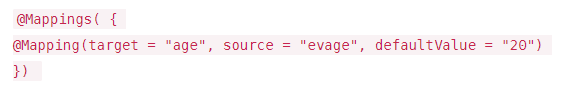 @Mappings( {
@Mapping(target = "age", source = "evage", defaultValue = "20")
})